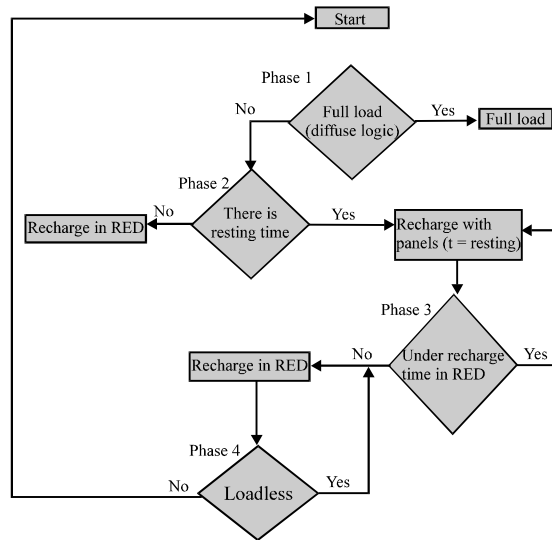 Start
Phase 1
Full load
(diffuse logic)
No
Yes
Full load
Phase 2
There is
resting time
No
Recharge in RED
Yes
Recharge with
panels (t = resting)
Phase 3
Under recharge
time in RED
No
Yes
Recharge in RED
Phase 4
Loadless
No
Yes